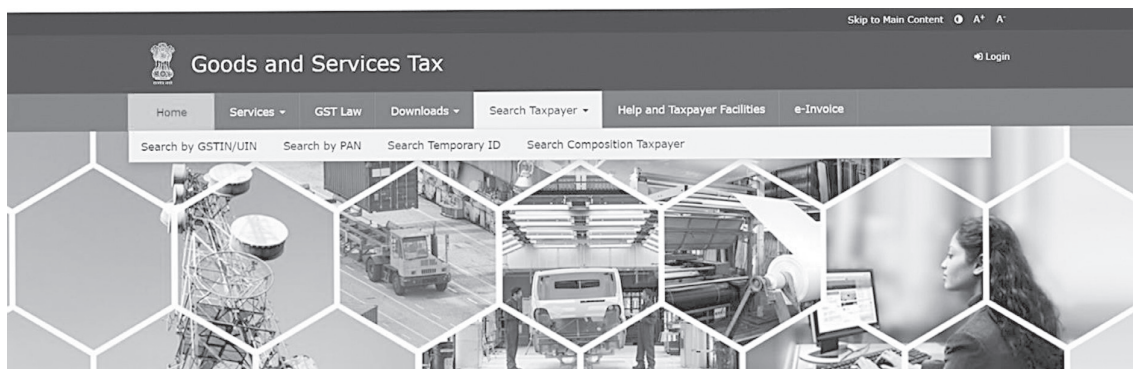 Skip to Main Content A+ A-
Goods and Services Tax
Login
Home Services GST Law Downloads Search Taxpayer Help and Taxpayer Facilities e-Invoice
Search by GSTIN/UIN Search by PAN Search Temporary ID Search Composition Taxpayer